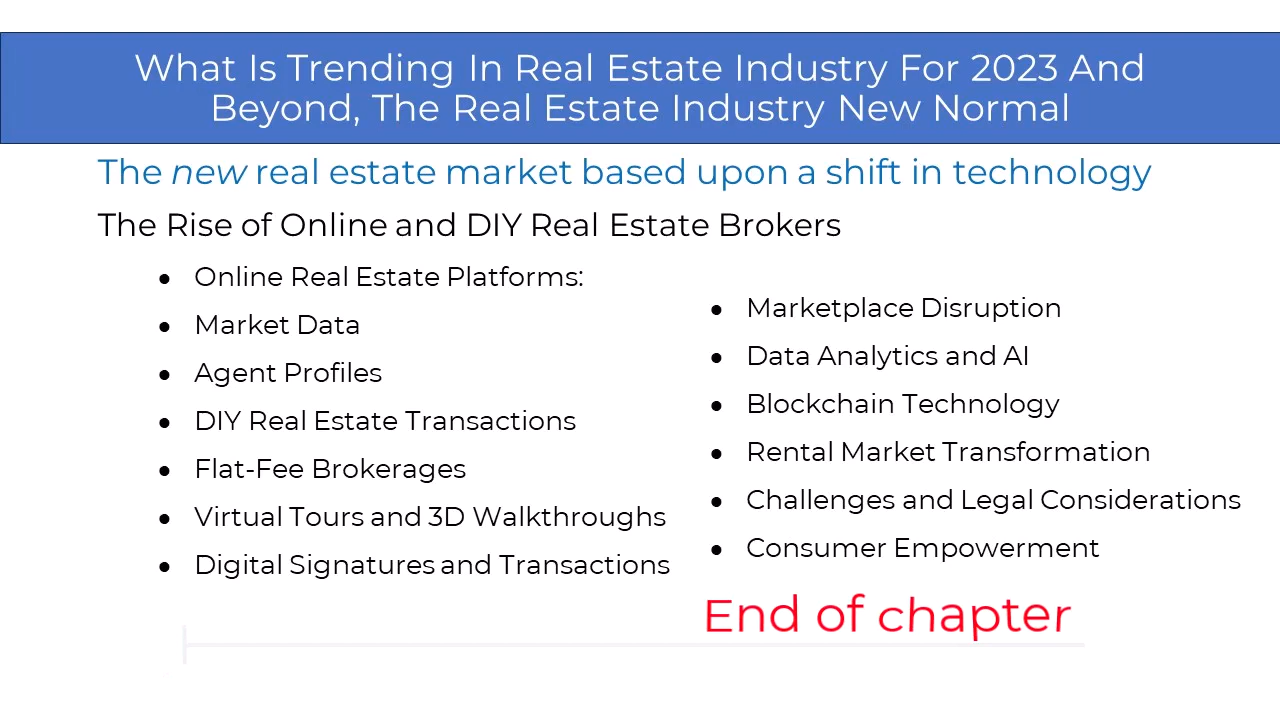 What Is Trending In Real Estate Industry For 2023 And
Beyond, The Real Estate Industry New Normal
The new real estate market based upon a shift in technology
The Rise of Online and DIY Real Estate Brokers
• Online Real Estate Platforms:
• Market Data
• Agent Profiles
• DIY Real Estate Transactions
• Flat-Fee Brokerages
• Virtual Tours and 3D Walkthroughs
• Digital Signatures and Transactions
• Marketplace Disruption
• Data Analytics and AI
• Blockchain Technology
• Rental Market Transformation
• Challenges and Legal Considerations
• Consumer Empowerment
End of chapter